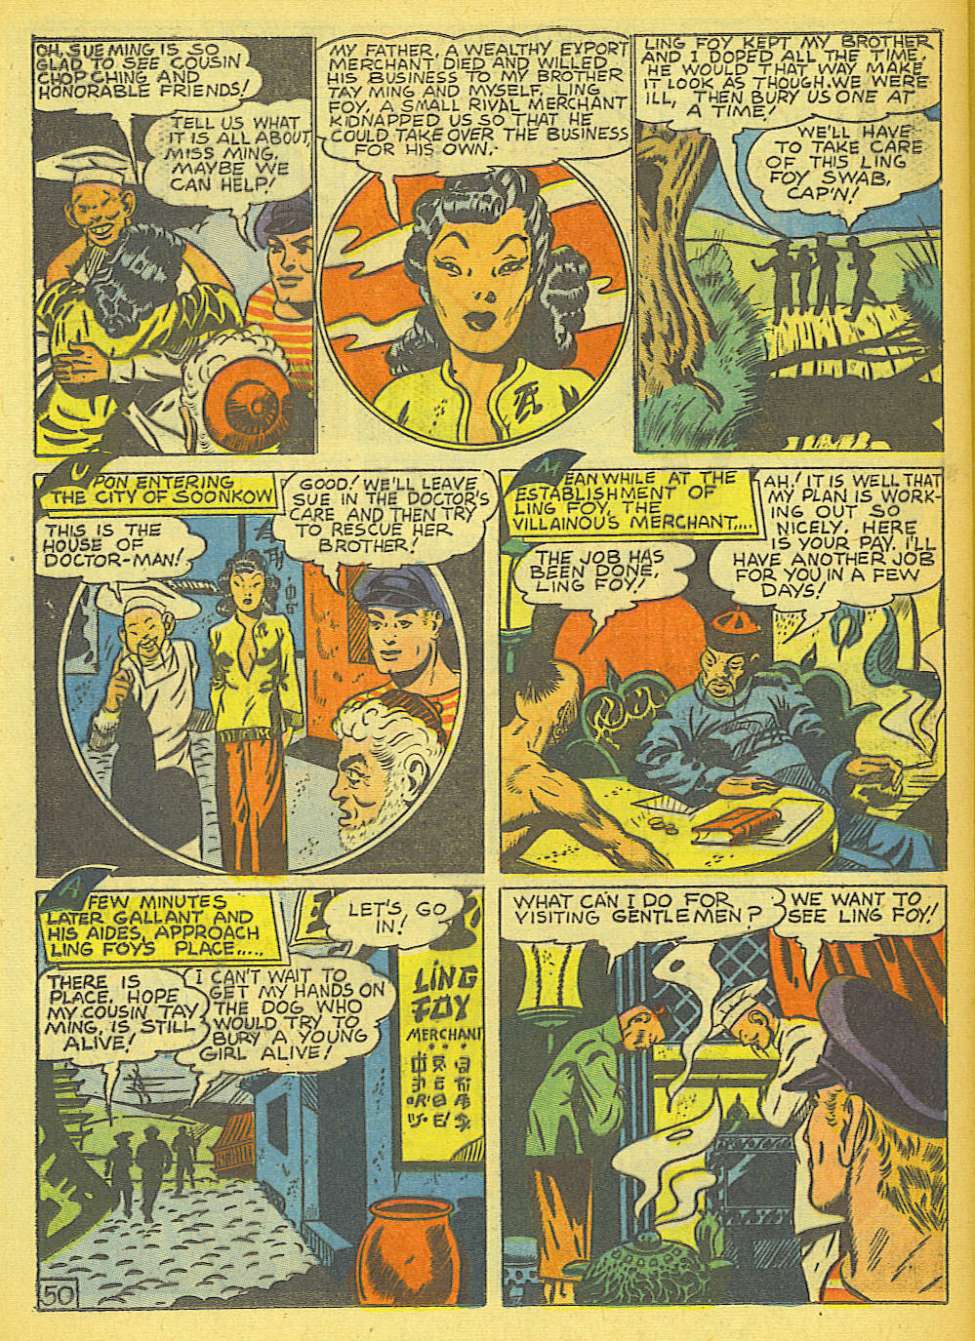 OH, SUE MING IS SO
GLAD TO SEE COUSIN
CHOP CHING AND
HONORABLE FRIENDS!
TELL US WHAT
IT IS ALL ABOUT,
MISS MING,
MAYBE WE
CAN HELP!
MY FATHER, A WEALTHY EXPORT
MERCHANT DIED AND WILLED
HIS BUSINESS TO MY BROTHER
TAY MING AND MYSELF. LING
FOY, A SMALL RIVAL MERCHANT
KIDNAPPED US SO THAT HE
COULD TAKE OVER THE BUSINESS
FOR HIS OWN.
LING FOY KEPT MY BROTHER
AND I DOPED ALL THE TIME.
HE WOULD THAT WAY MAKE
IT LOOK AS THOUGH WE WERE
ILL, THEN BURY US ONE AT
A TIME!
WE'LL HAVE
TO TAKE CARE
OF THIS LING
FOY SWAB,
CAP'N!
UPON ENTERING
THE CITY OF SOONKOW
THIS IS THE
HOUSE OF
DOCTOR-MAN!
GOOD! WE'LL LEAVE
SUE IN THE DOCTOR'S
CARE AND THEN TRY
TO RESCUE HER
BROTHER!
MEANWHILE AT THE
ESTABLISHMENT OF
LING FOY, THE
VILLAINOUS MERCHANT....
THE JOB HAS
BEEN DONE,
LING FOY!
AH! IT IS WELL THAT
MY PLAN IS WORK-
ING OUT SO
NICELY, HERE
IS YOUR PAY. I'LL
HAVE ANOTHER JOB
FOR YOU IN A FEW
DAYS!
A FEW MINUTES
LATER GALLANT AND
HIS AIDES, APPROACH
LING FOY'S PLACE.....
LET'S GO
IN!
THERE IS
PLACE, HOPE
MY COUSIN TAY
MING, IS STILL
ALIVE!
I CAN'T WAIT TO
GET MY HANDS ON
THE DOG WHO
WOULD TRY TO
BURY A YOUNG
GIRL ALIVE!
LING
FOY
MERCHANT
WHAT CAN I DO FOR
VISITING GENTLEMEN?
WE WANT TO
SEE LING FOY!
50